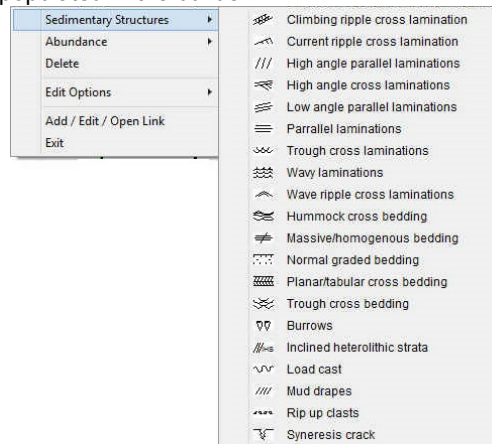 Sedimentary Structures
Abundance
Delete
Edit Options
Add / Edit / Open Link
Exit
Climbing ripple cross lamination
Current ripple cross lamination
High angle parallel laminations
High angle cross laminations
Low angle parallel laminations
Parrallel laminations
Trough cross laminations
Wavy laminations
Wave ripple cross laminations
Hummock cross bedding
Massive/homogenous bedding
Normal graded bedding
Planar/tabular cross bedding
Trough cross bedding
Burrows
Inclined heterolithic strata
Load cast
Mud drapes
Rip up clasts
Syneresis crack